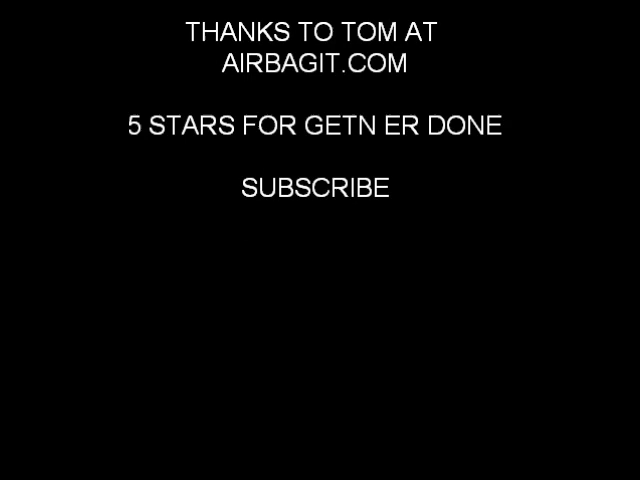 THANKS TO TOM AT
AIRBAGIT.COM
5 STARS FOR GETN ER DONE
SUBSCRIBE